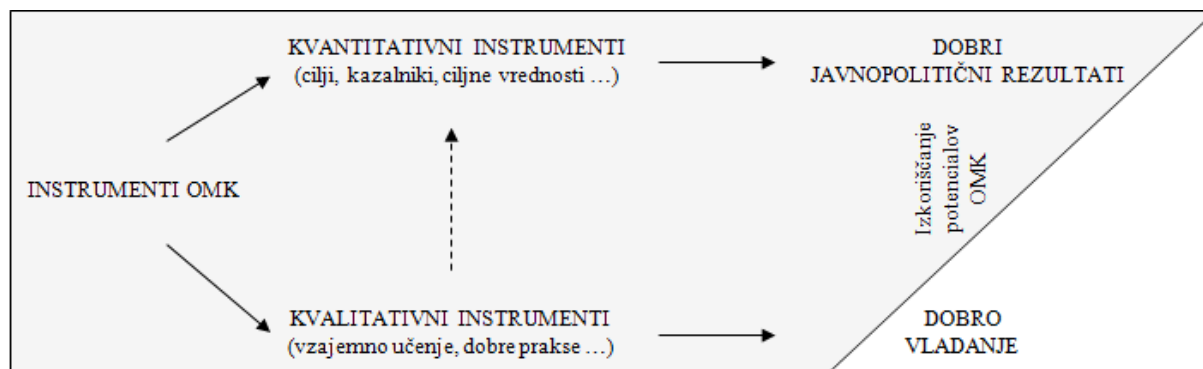 KVANTITATIVNI INSTRUMENTI
(cilji, kazalniki, ciljne vrednosti ...)
DOBRI
JAVNOPOLITIČNI REZULTATI
INSTRUMENTI OMK
Izkoriščanje
potencialov
OMK
KVALITATIVNI INSTRUMENTI
(vzajemno učenje, dobre prakse ...)
DOBRO
VLADANJE